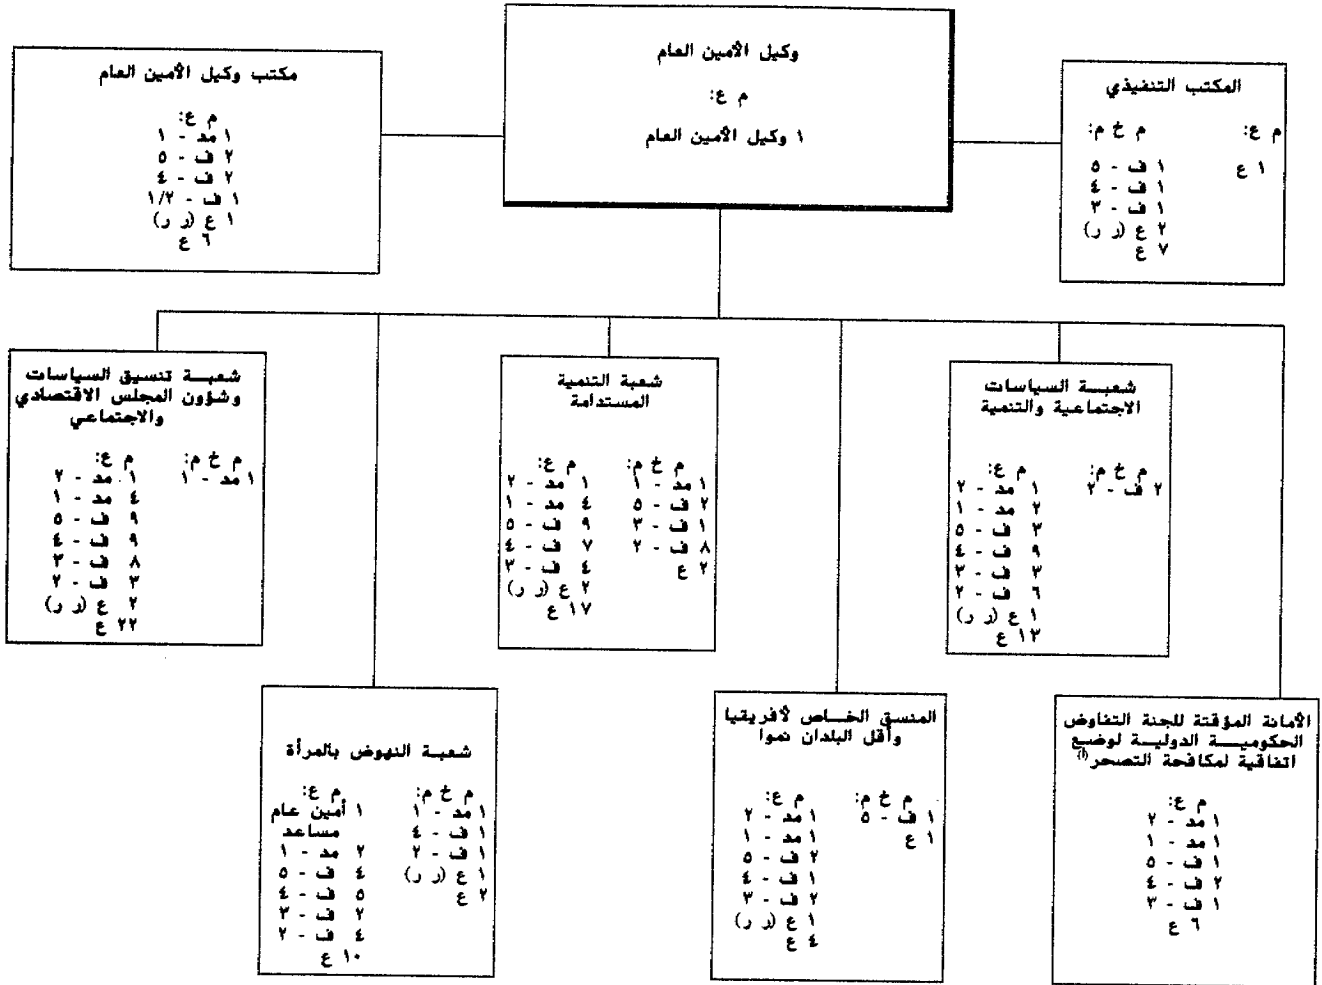 وكيل الأمين العام
م ع:
١ وكيل الأمين العام
المكتب التنفيذي
م ع:
١ ع
م خ م:
١ ف - ٥
١ ف - ٤
١ ف - ٣
٢ ع (ر ر)
٧ ع
مكتب وكيل الأمين العام
م ع:
١ مد - ١
٢ ف - ٥
٢ ف - ٤
١ ف - ١/٢
١ ع (ر ر)
٦ ع
شعبـــة السياسات
الاجتماعية والتنمية
م خ م:
٢ ف - ٢
م ع:
١ مد - ٢
٢ مد - ١
٣ ف - ٥
٩ ف - ٤
٣ ف - ٣
٦ ف - ٢
١ ع (ر ر)
١٣ ع
شعبة التنمية
المستدامة
م خ م:
١ مد - ١
٢ ف - ٥
١ ف - ٣
٨ ف - ٢
٢ ع
م ع:
١ مد - ٢
٤ مد - ١
٩ ف - ٥
٧ ف - ٤
٤ ف - ٣
٢ ع (ر ر)
١٧ ع
شعبـــة تنسيق السياسات
وشؤون المجلس الاقتصادي
والاجتماعي
م خ م:
١ مد - ١
م ع:
١ مد - ٢
٤ مد - ١
٩ ف - ٥
٩ ف - ٤
٨ ف - ٣
٣ ف - ٢
٢ ع (ر ر)
٢٢ ع
الأمانة المؤقتة للجنة التفاوض
الحكوميـــة الدوليـة لوضـع
اتفاقية لمكافحة التصحر(أ)
م ع:
١ مد - ٢
١ مد - ١
١ ف - ٥
٢ ف - ٤
١ ف - ٣
٦ ع
المنسق الخـاص لأفريقيا
وأقل البلدان نموا
م خ م:
١ ف - ٥
١ ع
م ع:
١ مد - ٢
١ مد - ١
٢ ف - ٥
١ ف - ٤
٢ ف - ٣
١ ع (ر ر)
٤ ع
شعبة النهوض بالمرأة
م خ م:
١ مد - ١
١ ف - ٤
١ ف - ٢
١ ع (ر ر)
٢ ع
م ع:
١ أمين عام
مساعد
٢ مد - ١
٤ ف - ٥
٥ ف - ٤
٢ ف - ٣
٤ ف - ٢
١٠ ع